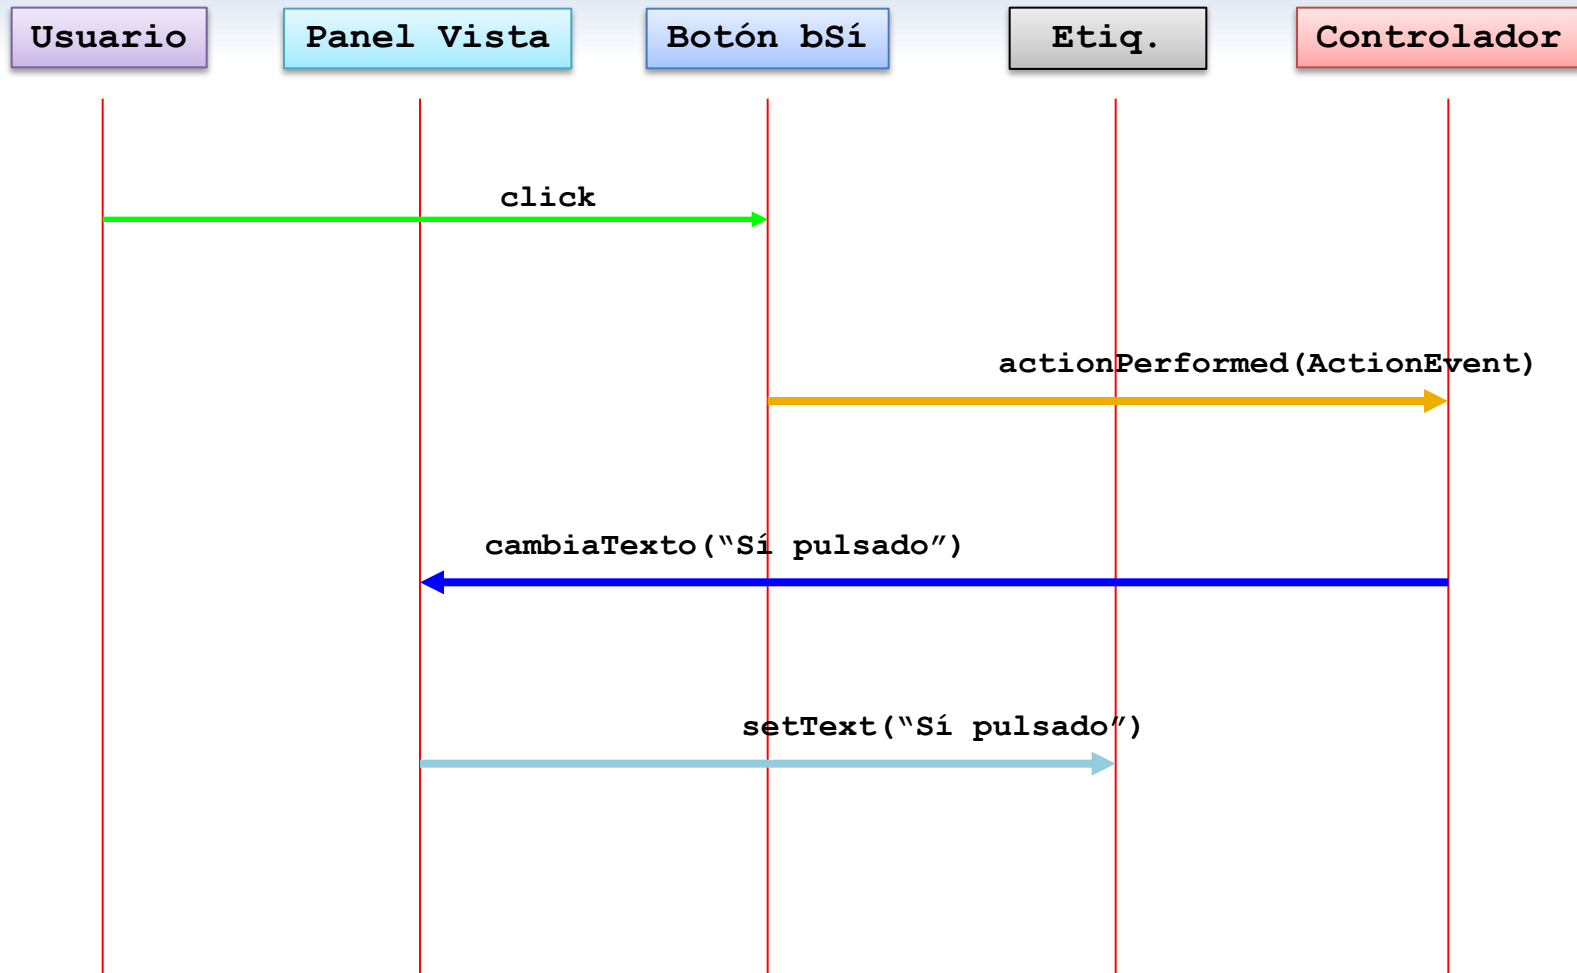 Usuario
Panel Vista
Botón bSí
Etiq.
Controlador
click
actionPerformed(ActionEvent)
cambiaTexto(“Sí pulsado”)
setText(“Sí pulsado”)